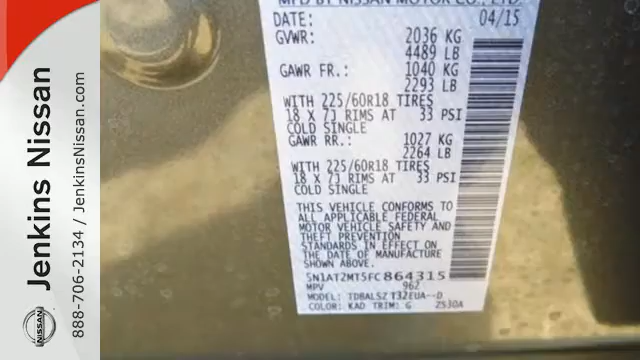 MFD BY NISSAN MOTOR CO., LTD.
DATE: 04/15
GVWR: 2036 KG
4489 LB
GAWR FR.: 1040 KG
2293 LB
WITH 225/60R18 TIRES
18 X 7J RIMS AT 33 PSI
COLD SINGLE
GAWR RR.: 1027 KG
2264 LB
WITH 225/60R18 TIRES
18 X 7J RIMS AT 33 PSI
COLD SINGLE
THIS VEHICLE CONFORMS TO
ALL APPLICABLE FEDERAL
MOTOR VEHICLE SAFETY AND
THEFT PREVENTION
STANDARDS IN EFFECT ON
THE DATE OF MANUFACTURE
SHOWN ABOVE.
5N1AT2MT5FC864315
MPV 962
MODEL: TDBALSZ T32EUA--D
COLOR: KAD TRIM: G ZS30A
Jenkins Nissan
888-706-2134 / JenkinsNissan.com
NISSAN